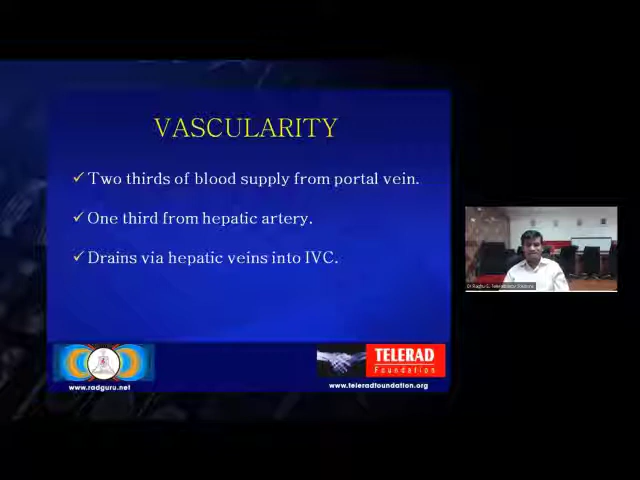 VASCULARITY
✓ Two thirds of blood supply from portal vein.
✓ One third from hepatic artery.
✓ Drains via hepatic veins into IVC.
www.radguru.net
TELERAD
Foundation
www.teleradfoundation.org